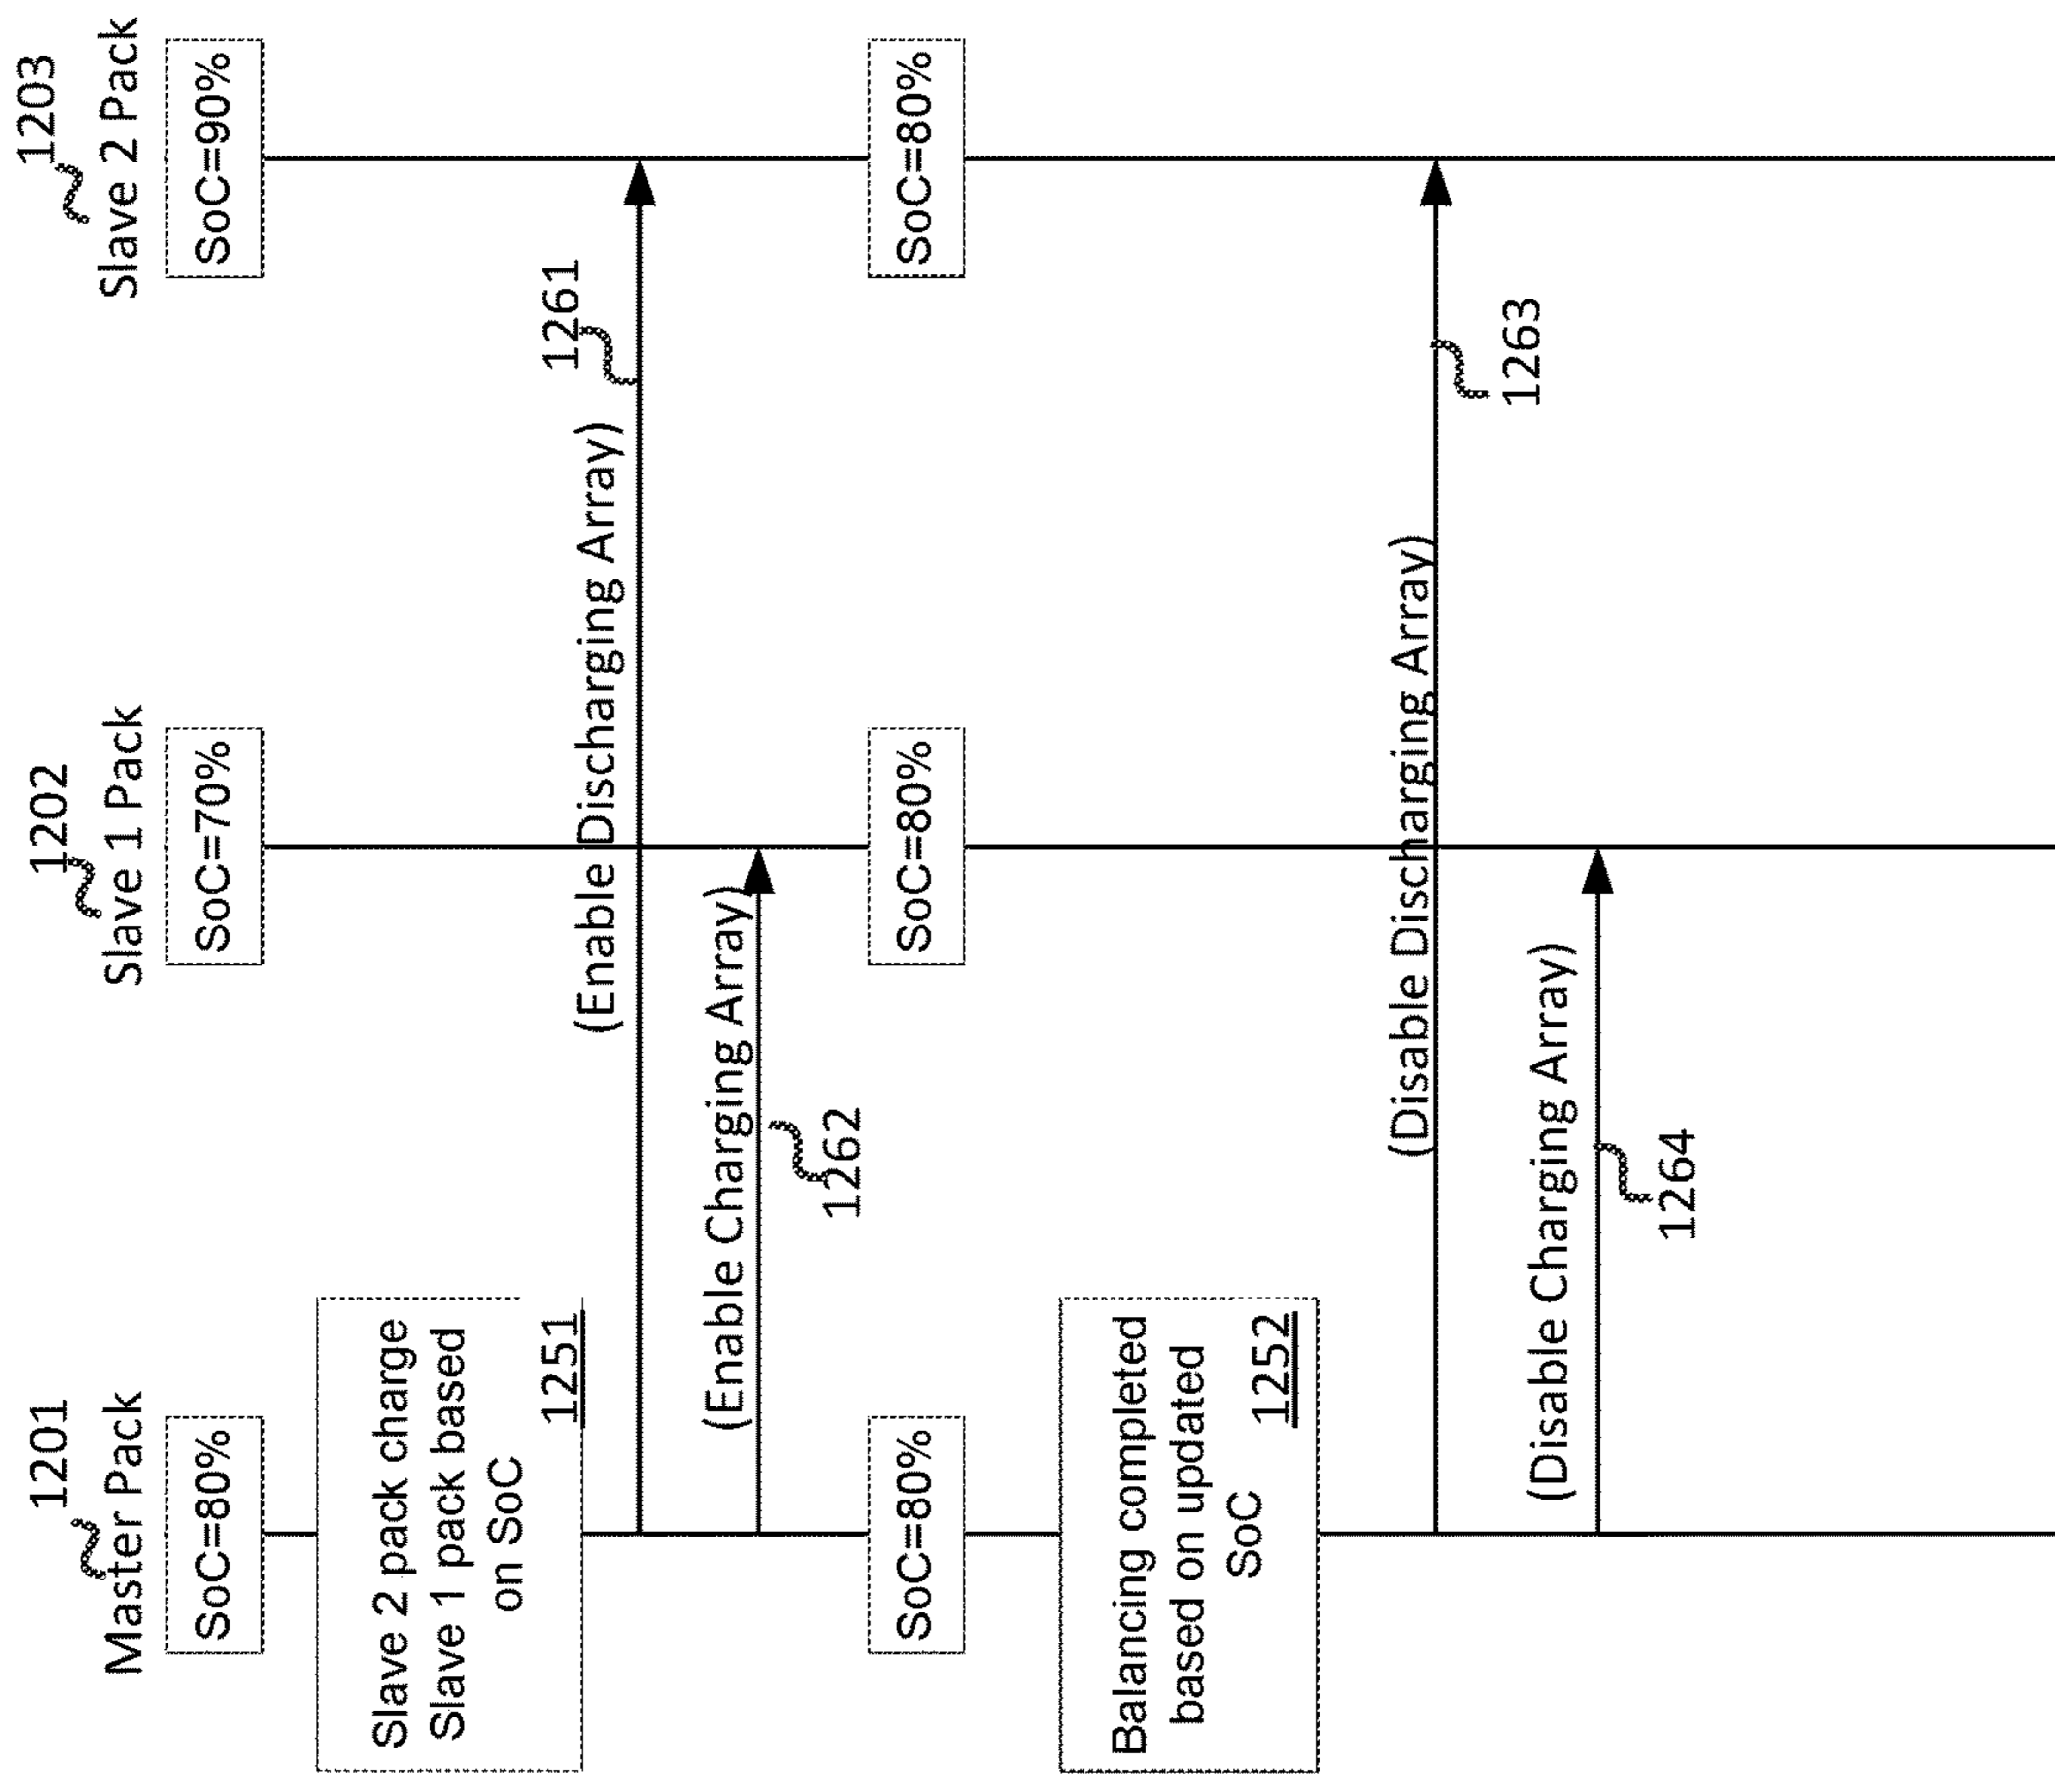 1201
Master Pack
1202
Slave 1 Pack
1203
Slave 2 Pack
SoC=80%
SoC=70%
SoC=90%
Slave 2 pack charge
Slave 1 pack based
on SoC
1251
(Enable Discharging Array)
1261
(Enable Charging Array)
1262
SoC=80%
SoC=80%
SoC=80%
Balancing completed
based on updated
SoC
1252
(Disable Discharging Array)
1263
(Disable Charging Array)
1264